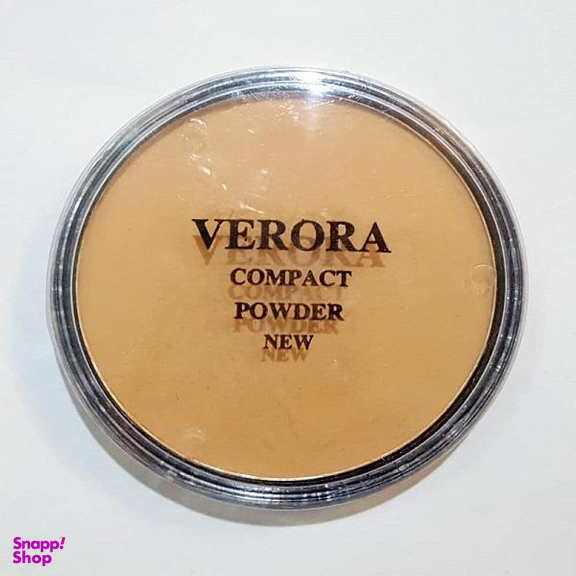 VERORA
COMPACT
POWDER
NEW
Snapp!
Shop